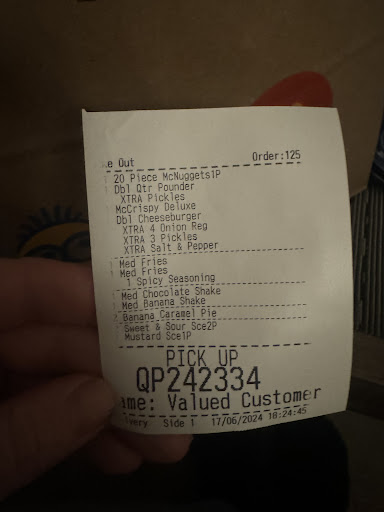 e Out Order:125
20 Piece McNuggets1P
Dbl Qtr Pounder
XTRA Pickles
McCrispy Deluxe
Dbl Cheeseburger
XTRA 4 Onion Reg
XTRA 3 Pickles
XTRA Salt & Pepper
Med Fries
Med Fries
1 Spicy Seasoning
Med Chocolate Shake
Med Banana Shake
2 Banana Caramel Pie
Sweet & Sour Sce2P
Mustard Sce1P
PICK UP
QP242334
ame: Valued Customer
ivery Side 1 17/06/2024 18:24:45